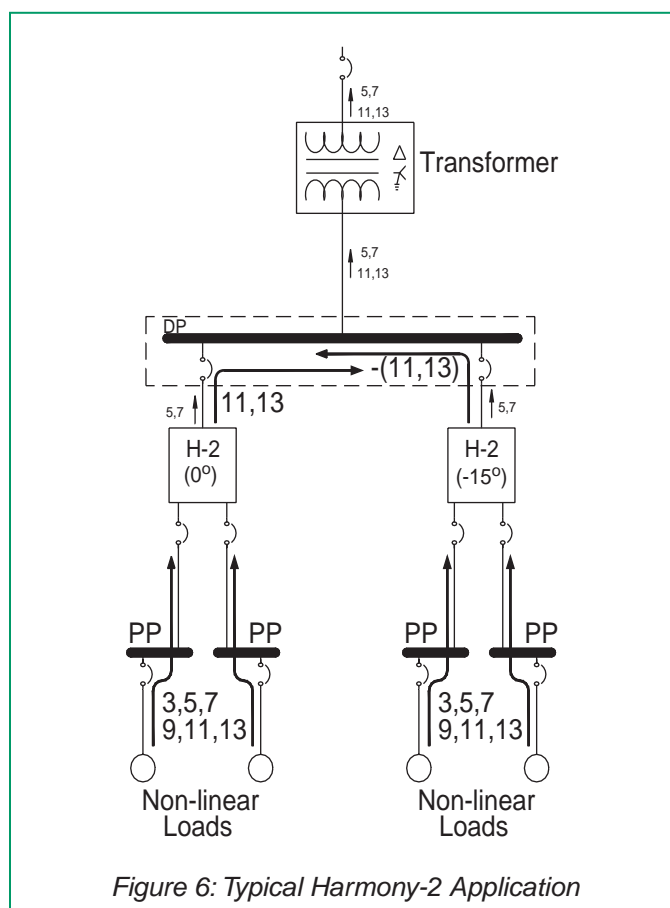 5,7
11,13
Δ
Transformer
5,7
11,13
DP
-(11,13)
5,7
11,13
5,7
H-2
(0°)
H-2
(-15°)
PP
PP
PP
PP
3,5,7
9,11,13
3,5,7
9,11,13
Non-linear
Loads
Non-linear
Loads
Figure 6: Typical Harmony-2 Application